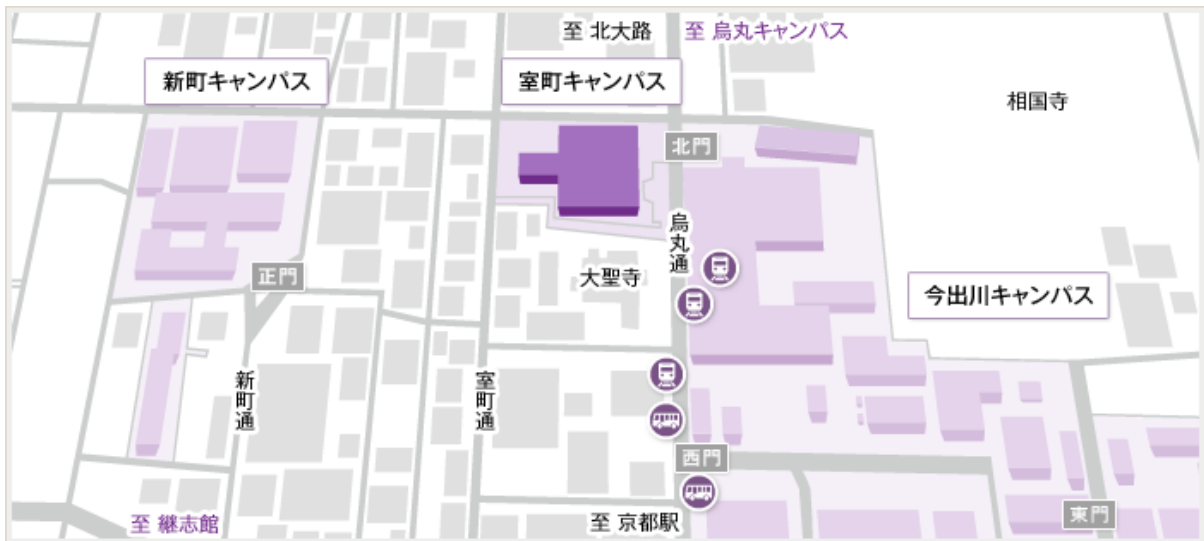 至 北大路
至 烏丸キャンパス
新町キャンパス
室町キャンパス
相国寺
北門
烏丸通
大聖寺
正門
今出川キャンパス
新町通
室町通
西門
至 継志館
至 京都駅
東門